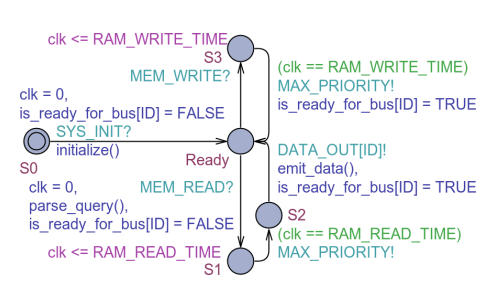 clk <= RAM_WRITE_TIME
S3
MEM_WRITE?
(clk == RAM_WRITE_TIME)
MAX_PRIORITY!
is_ready_for_bus[ID] = TRUE
clk = 0,
is_ready_for_bus[ID] = FALSE
SYS_INIT?
initialize()
S0
Ready
DATA_OUT[ID]!
emit_data(),
is_ready_for_bus[ID] = TRUE
clk = 0,
parse_query(),
is_ready_for_bus[ID] = FALSE
MEM_READ?
S2
(clk == RAM_READ_TIME)
MAX_PRIORITY!
clk <= RAM_READ_TIME
S1